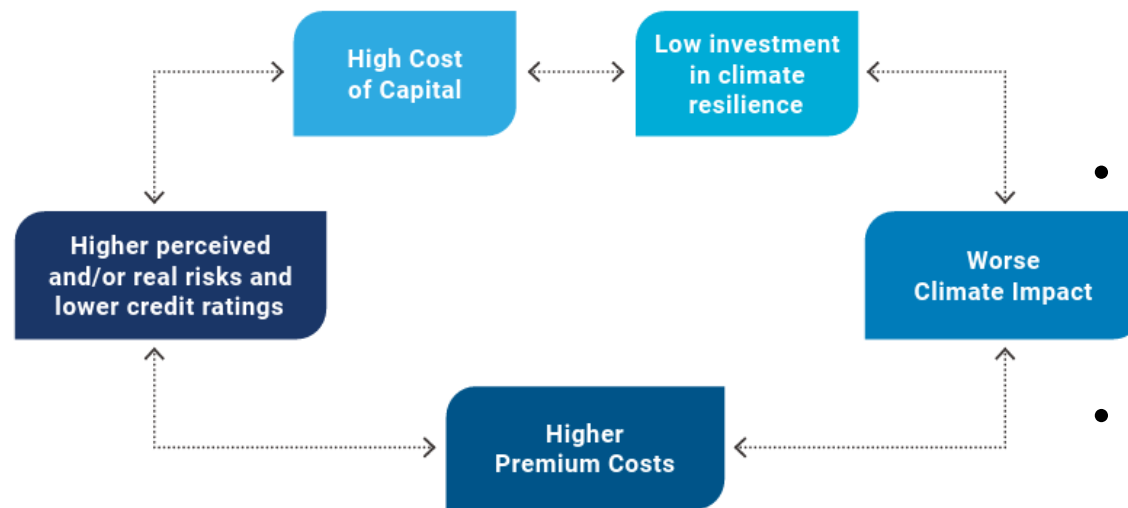 High Cost
of Capital
Low investment
in climate
resilience
Higher perceived
and/or real risks and
lower credit ratings
Worse
Climate Impact
Higher
Premium Costs